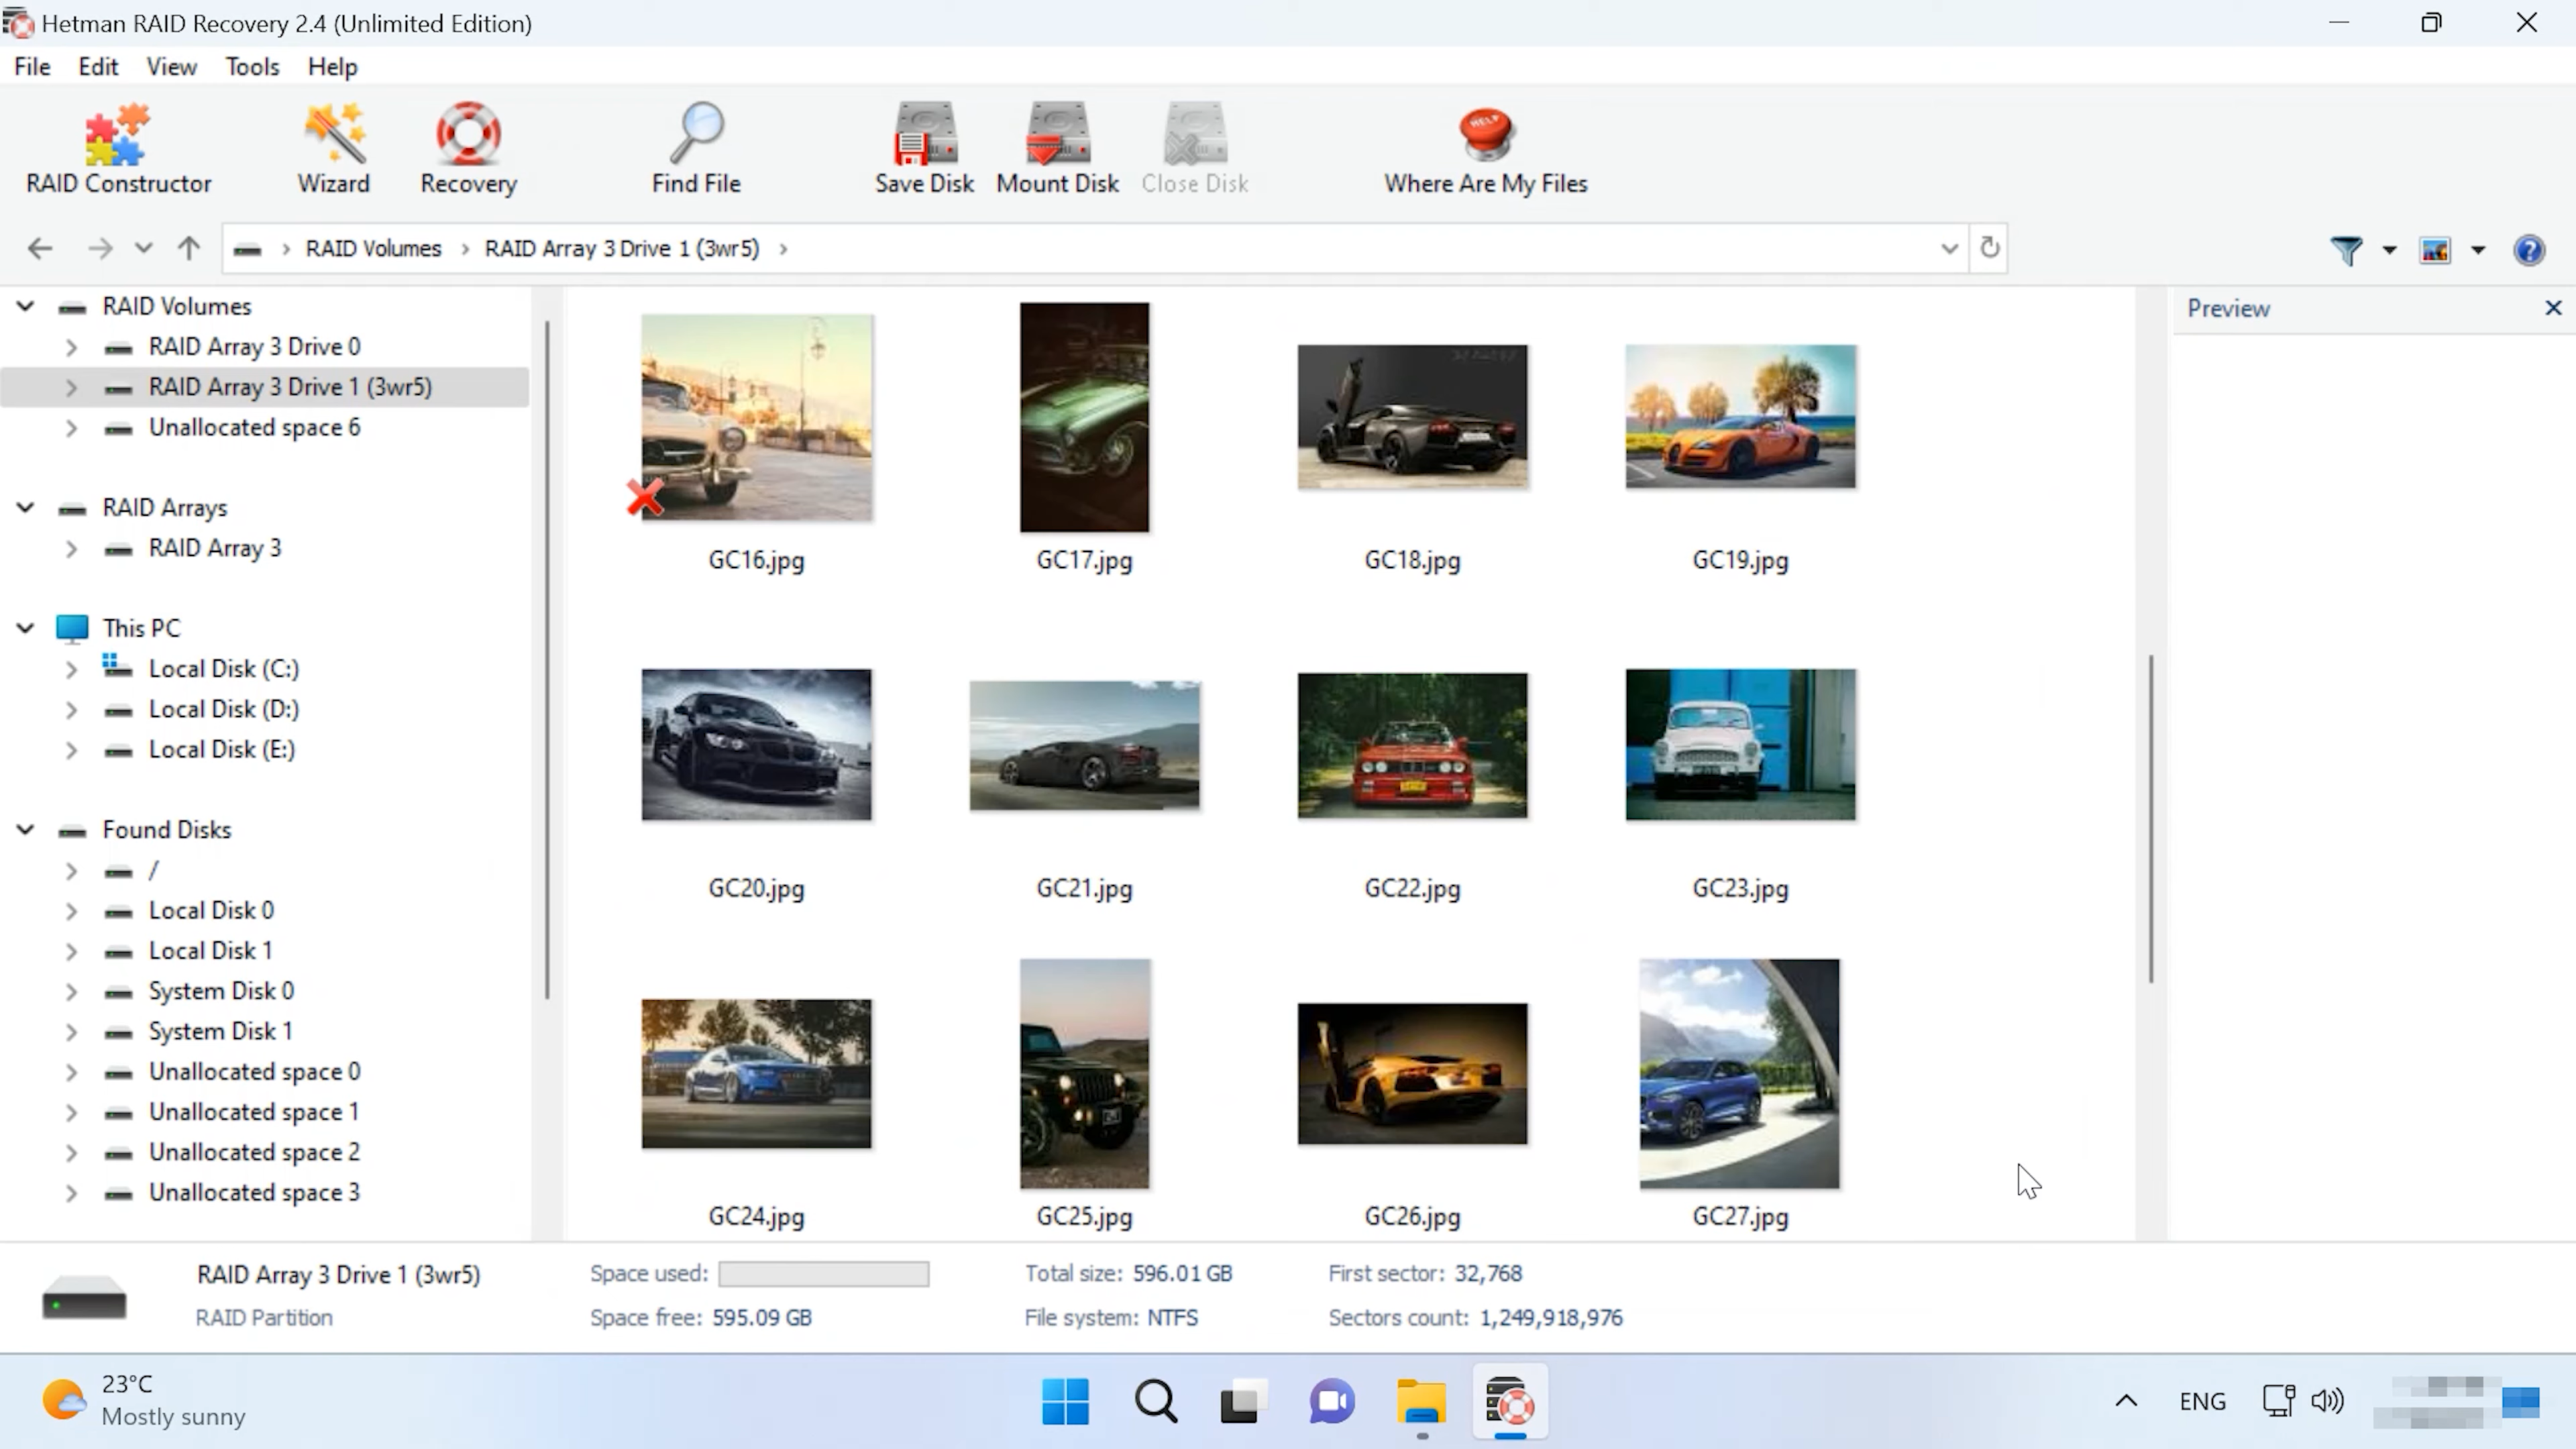 Hetman RAID Recovery 2.4 (Unlimited Edition)
File Edit View Tools Help
RAID Constructor Wizard Recovery Find File Save Disk Mount Disk Close Disk Where Are My Files
RAID Volumes RAID Array 3 Drive 1 (3wr5)
RAID Volumes
RAID Array 3 Drive 0
RAID Array 3 Drive 1 (3wr5)
Unallocated space 6
RAID Arrays
RAID Array 3
This PC
Local Disk (C:)
Local Disk (D:)
Local Disk (E:)
Found Disks
/
Local Disk 0
Local Disk 1
System Disk 0
System Disk 1
Unallocated space 0
Unallocated space 1
Unallocated space 2
Unallocated space 3
GC16.jpg GC17.jpg GC18.jpg GC19.jpg
GC20.jpg GC21.jpg GC22.jpg GC23.jpg
GC24.jpg GC25.jpg GC26.jpg GC27.jpg
Preview
RAID Array 3 Drive 1 (3wr5) Space used: Total size: 596.01 GB First sector: 32,768
RAID Partition Space free: 595.09 GB File system: NTFS Sectors count: 1,249,918,976
23°C
Mostly sunny
ENG
HELP